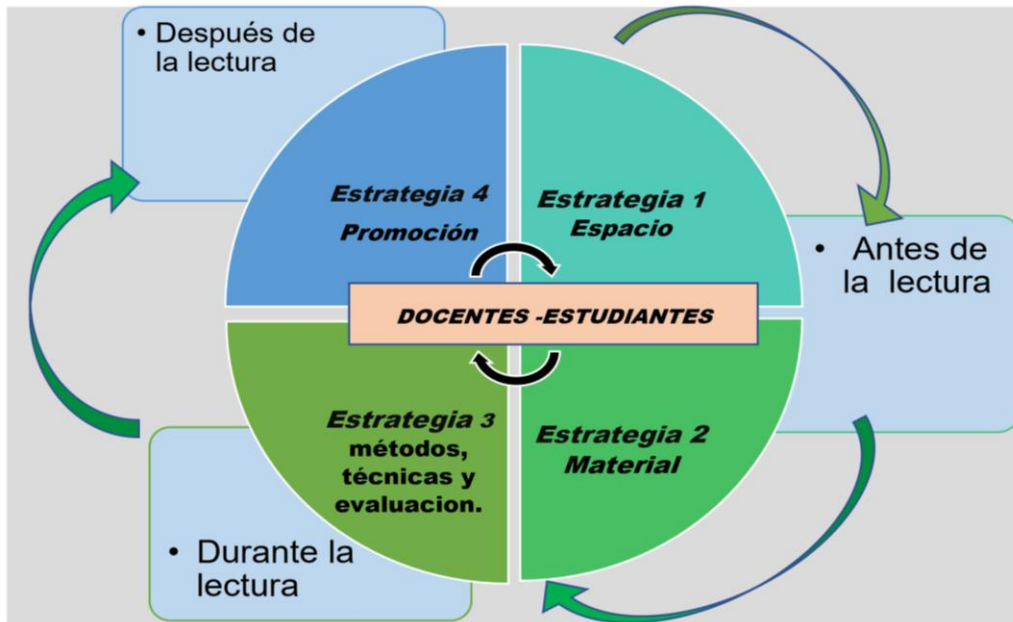 • Después de
la lectura
Estrategia 4
Promoción
Estrategia 1
Espacio
• Antes de
la lectura
DOCENTES -ESTUDIANTES
Estrategia 3
métodos,
técnicas y
evaluacion.
Estrategia 2
Material
• Durante la
lectura